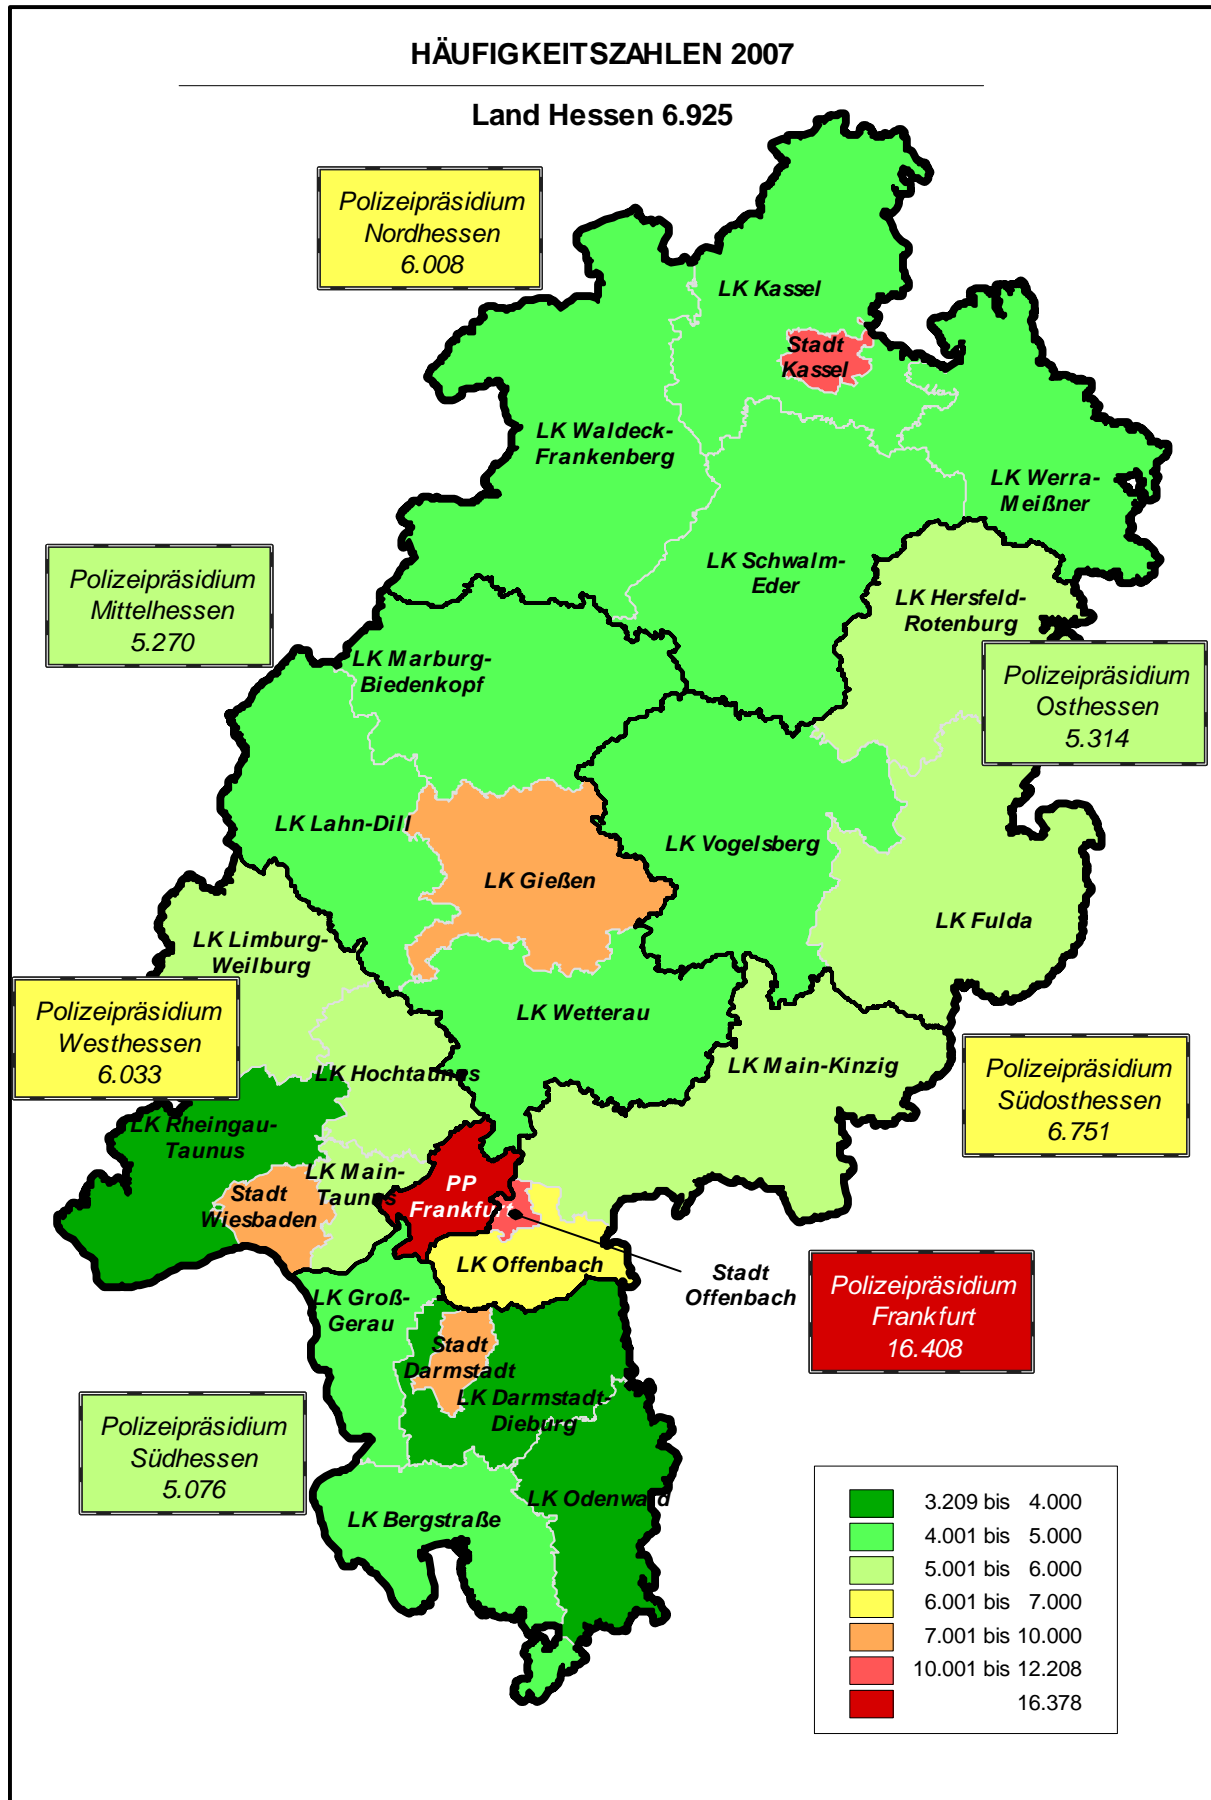 HÄUFIGKEITSZAHLEN 2007
Land Hessen 6.925
Polizeipräsidium
Nordhessen
6.008
LK Kassel
Stadt
Kassel
LK Waldeck-
Frankenberg
LK Werra-
Meißner
Polizeipräsidium
Mittelhessen
5.270
LK Schwalm-
Eder
LK Hersfeld-
Rotenburg
LK Marburg-
Biedenkopf
Polizeipräsidium
Osthessen
5.314
LK Lahn-Dill
LK Vogelsberg
LK Gießen
LK Fulda
LK Limburg-
Weilburg
Polizeipräsidium
Westhessen
6.033
LK Wetterau
LK Hochtaunus
LK Main-Kinzig
Polizeipräsidium
Südosthessen
6.751
LK Rheingau-
Taunus
LK Main-
Taunus
Stadt
Wiesbaden
PP
Frankfurt
LK Offenbach
Stadt
Offenbach
Polizeipräsidium
Frankfurt
16.408
LK Groß-
Gerau
Stadt
Darmstadt
LK Darmstadt-
Dieburg
Polizeipräsidium
Südhessen
5.076
LK Odenwald
LK Bergstraße
3.209 bis 4.000
4.001 bis 5.000
5.001 bis 6.000
6.001 bis 7.000
7.001 bis 10.000
10.001 bis 12.208
16.378